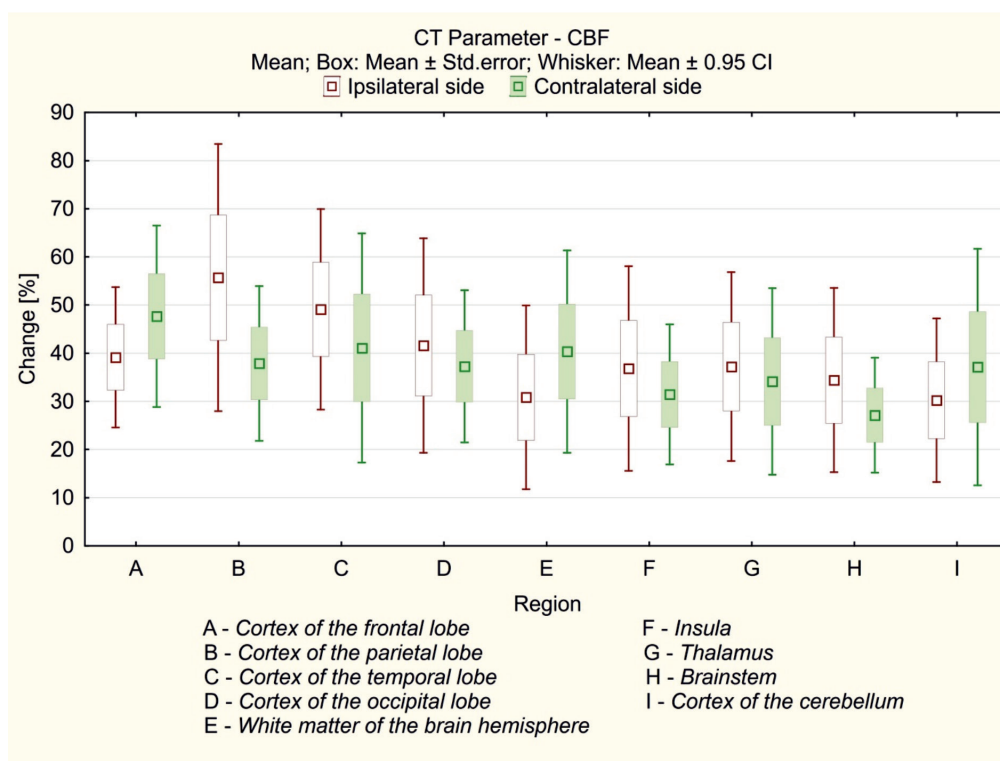 CT Parameter - CBF
Mean; Box: Mean ± Std.error; Whisker: Mean ± 0.95 CI
Ipsilateral side Contralateral side
90
80
70
60
50
40
30
20
10
0
Change [%]
A B C D E F G H I
Region
A - Cortex of the frontal lobe
B - Cortex of the parietal lobe
C - Cortex of the temporal lobe
D - Cortex of the occipital lobe
E - White matter of the brain hemisphere
F - Insula
G - Thalamus
H - Brainstem
I - Cortex of the cerebellum